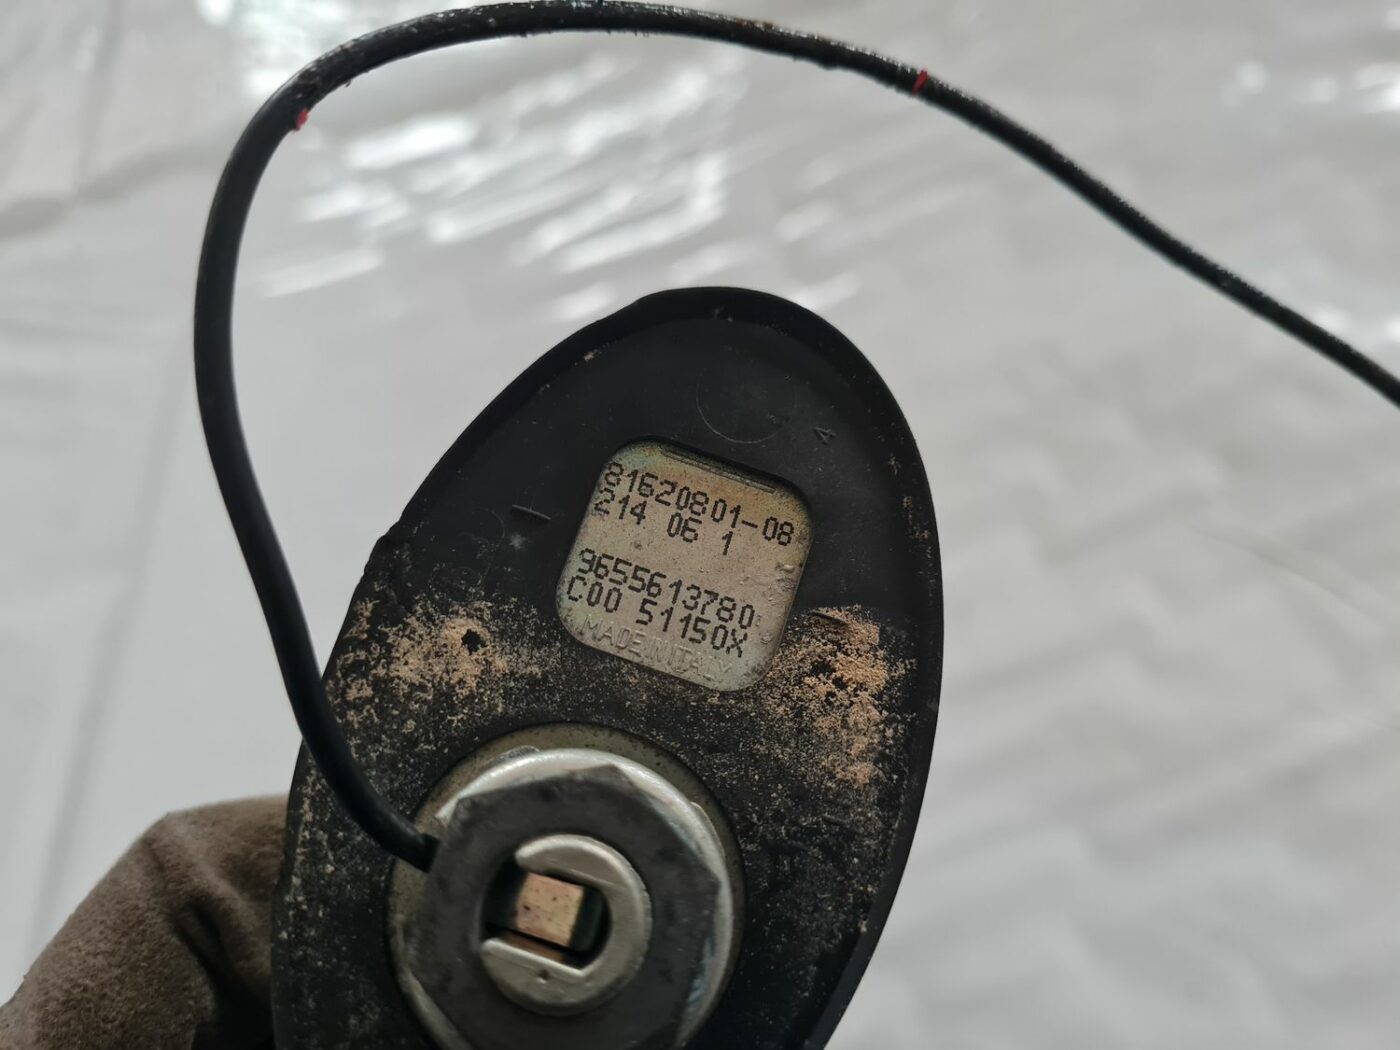 81620801-08
214 06 1
9655613780
C00 51150X
MADE IN ITALY